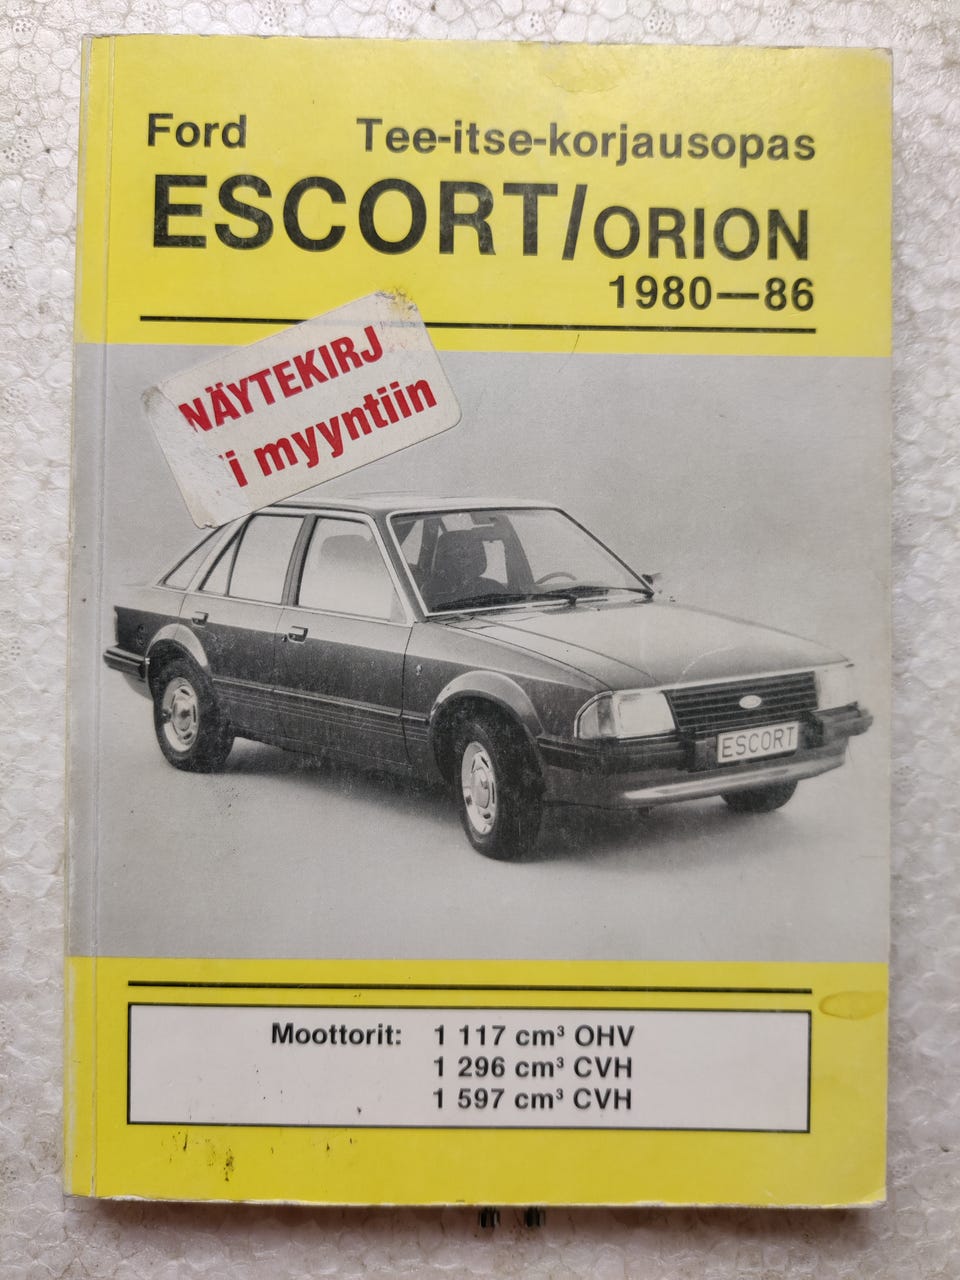 Ford Tee-itse-korjausopas
ESCORT/ORION
1980—86
NÄYTEKIRJ
i myyntiin
ESCORT
Moottorit: 1 117 cm³ OHV
1 296 cm³ CVH
1 597 cm³ CVH